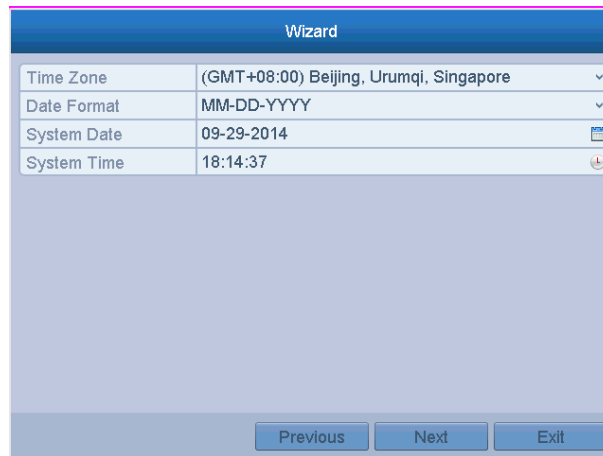 Wizard
Time Zone (GMT+08:00) Beijing, Urumqi, Singapore
Date Format MM-DD-YYYY
System Date 09-29-2014
System Time 18:14:37
Previous Next Exit